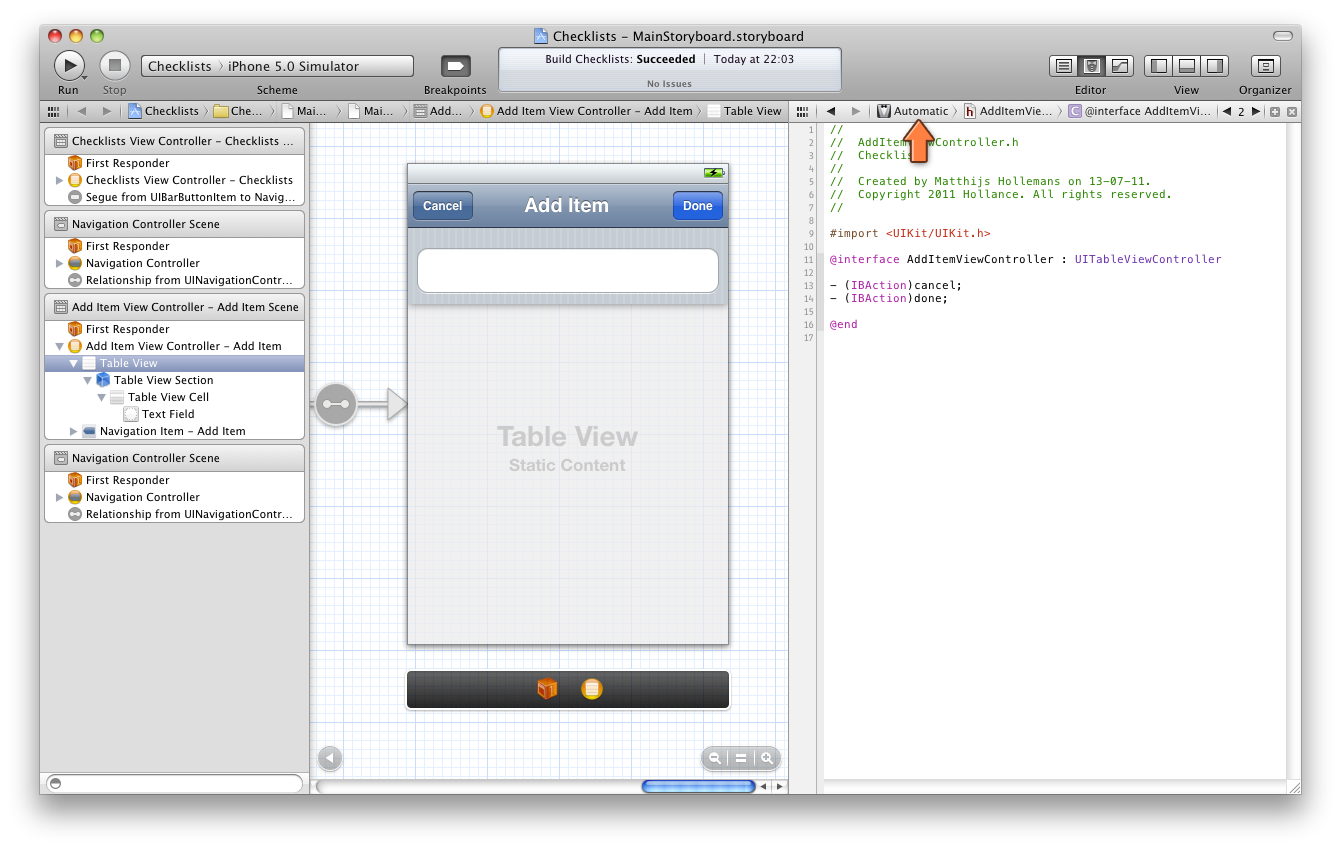 Checklists – MainStoryboard.storyboard
Run
Stop
Checklists
iPhone 5.0 Simulator
Scheme
Breakpoints
Build Checklists: Succeeded | Today at 22:03
No Issues
Editor
View
Organizer
Checklists
Che...
Mai...
Mai...
Add...
Add Item View Controller – Add Item
Table View
Automatic
AddItemVie...
@interface AddItemVi...
2
Checklists View Controller – Checklists ...
First Responder
Checklists View Controller – Checklists
Segue from UIBarButtonItem to Navig...
Navigation Controller Scene
First Responder
Navigation Controller
Relationship from UINavigationContr...
Add Item View Controller – Add Item Scene
First Responder
Add Item View Controller – Add Item
Table View
Table View Section
Table View Cell
Text Field
Navigation Item – Add Item
Navigation Controller Scene
First Responder
Navigation Controller
Relationship from UINavigationContr...
Cancel
Add Item
Done
Table View
Static Content
1 //
2 // AddItemViewController.h
3 //
4 //
5 // Created by Matthijs Hollemans on 13-07-11.
6 // Copyright 2011 Hollance. All rights reserved.
7 //
8
9 #import <UIKit/UIKit.h>
10
11 @interface AddItemViewController : UITableViewController
12
13 - (IBAction)cancel;
14 - (IBAction)done;
15
16 @end
17